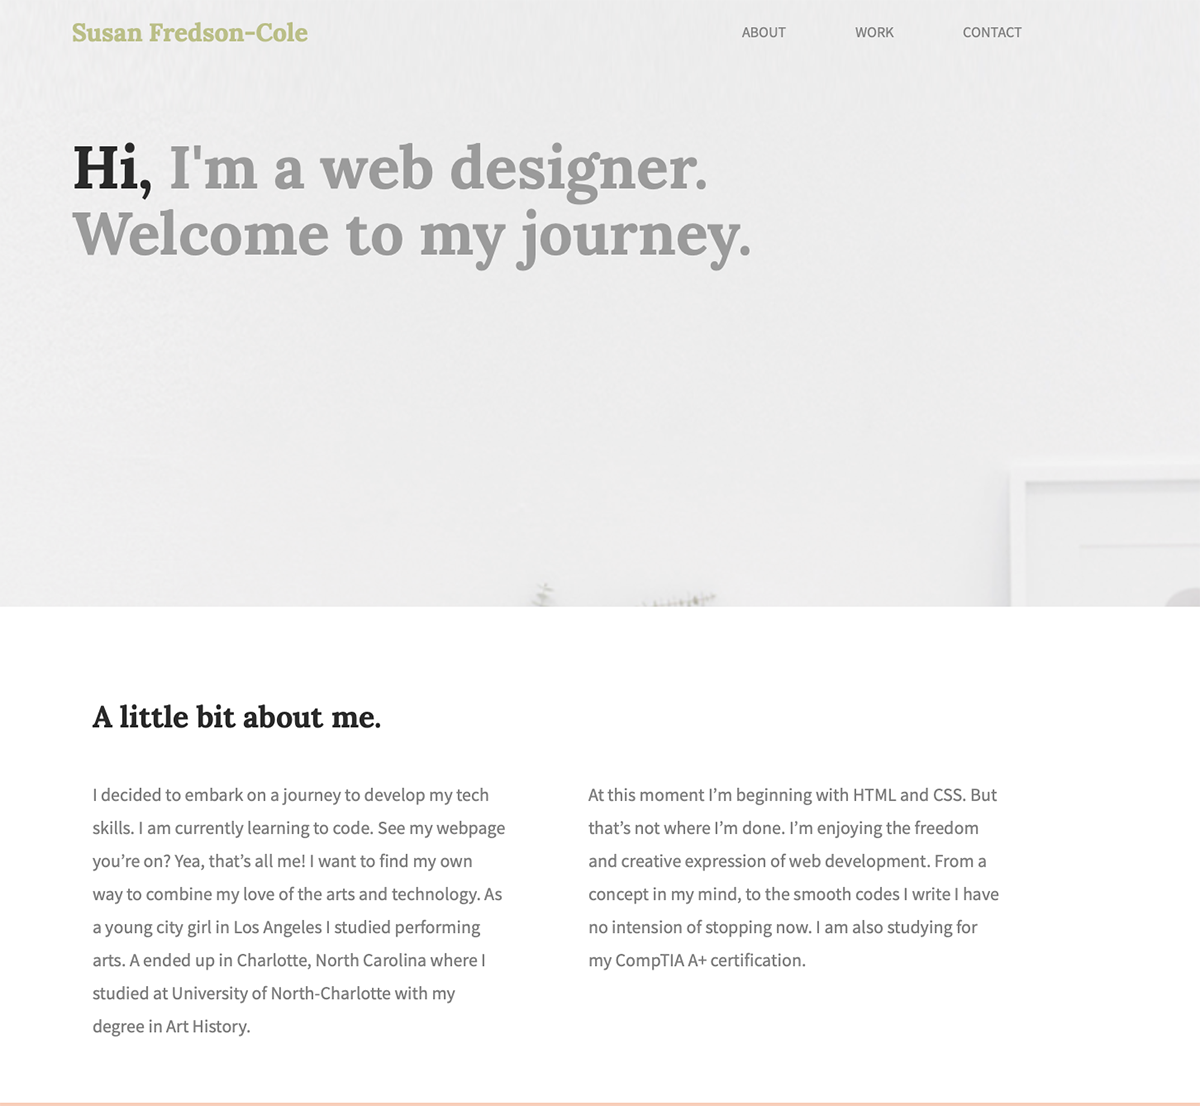 Susan Fredson-Cole
ABOUT WORK CONTACT
Hi, I'm a web designer.
Welcome to my journey.
A little bit about me.
I decided to embark on a journey to develop my tech
skills. I am currently learning to code. See my webpage
you’re on? Yea, that’s all me! I want to find my own
way to combine my love of the arts and technology. As
a young city girl in Los Angeles I studied performing
arts. A ended up in Charlotte, North Carolina where I
studied at University of North-Charlotte with my
degree in Art History.
At this moment I’m beginning with HTML and CSS. But
that’s not where I’m done. I’m enjoying the freedom
and creative expression of web development. From a
concept in my mind, to the smooth codes I write I have
no intension of stopping now. I am also studying for
my CompTIA A+ certification.